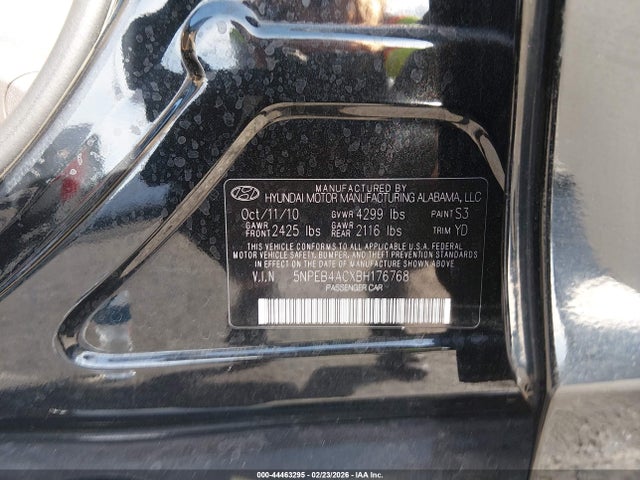 MANUFACTURED BY
HYUNDAI MOTOR MANUFACTURING ALABAMA, LLC
Oct/11/10 GVWR 4299 lbs PAINT S3
GAWR FRONT 2425 lbs GAWR REAR 2116 lbs TRIM YD
THIS VEHICLE CONFORMS TO ALL APPLICABLE U.S.A. FEDERAL
MOTOR VEHICLE SAFETY, BUMPER, AND THEFT PREVENTION
STANDARDS IN EFFECT ON THE DATE OF MANUFACTURE
SHOWN ABOVE.
V.I.N 5NPEB4ACXBH176768
PASSENGER CAR
000-44463295 - 02/23/2026 - IAAI Copyright